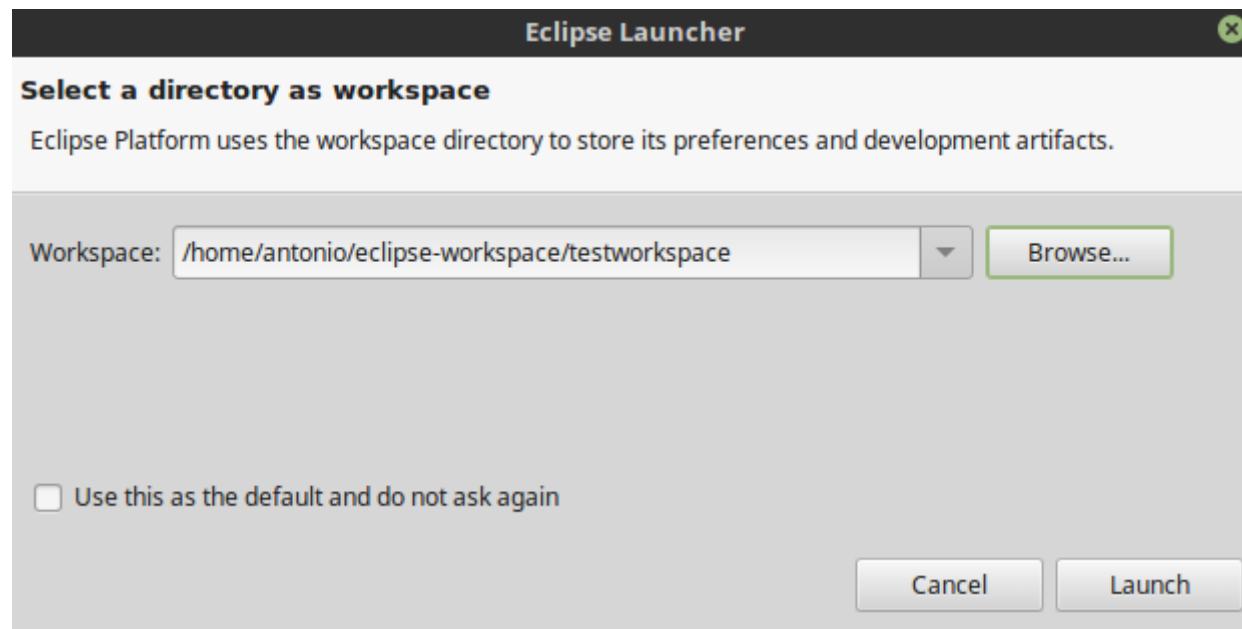 Eclipse Launcher
Select a directory as workspace
Eclipse Platform uses the workspace directory to store its preferences and development artifacts.
Workspace: /home/antonio/eclipse-workspace/testworkspace Browse...
Use this as the default and do not ask again
Cancel Launch